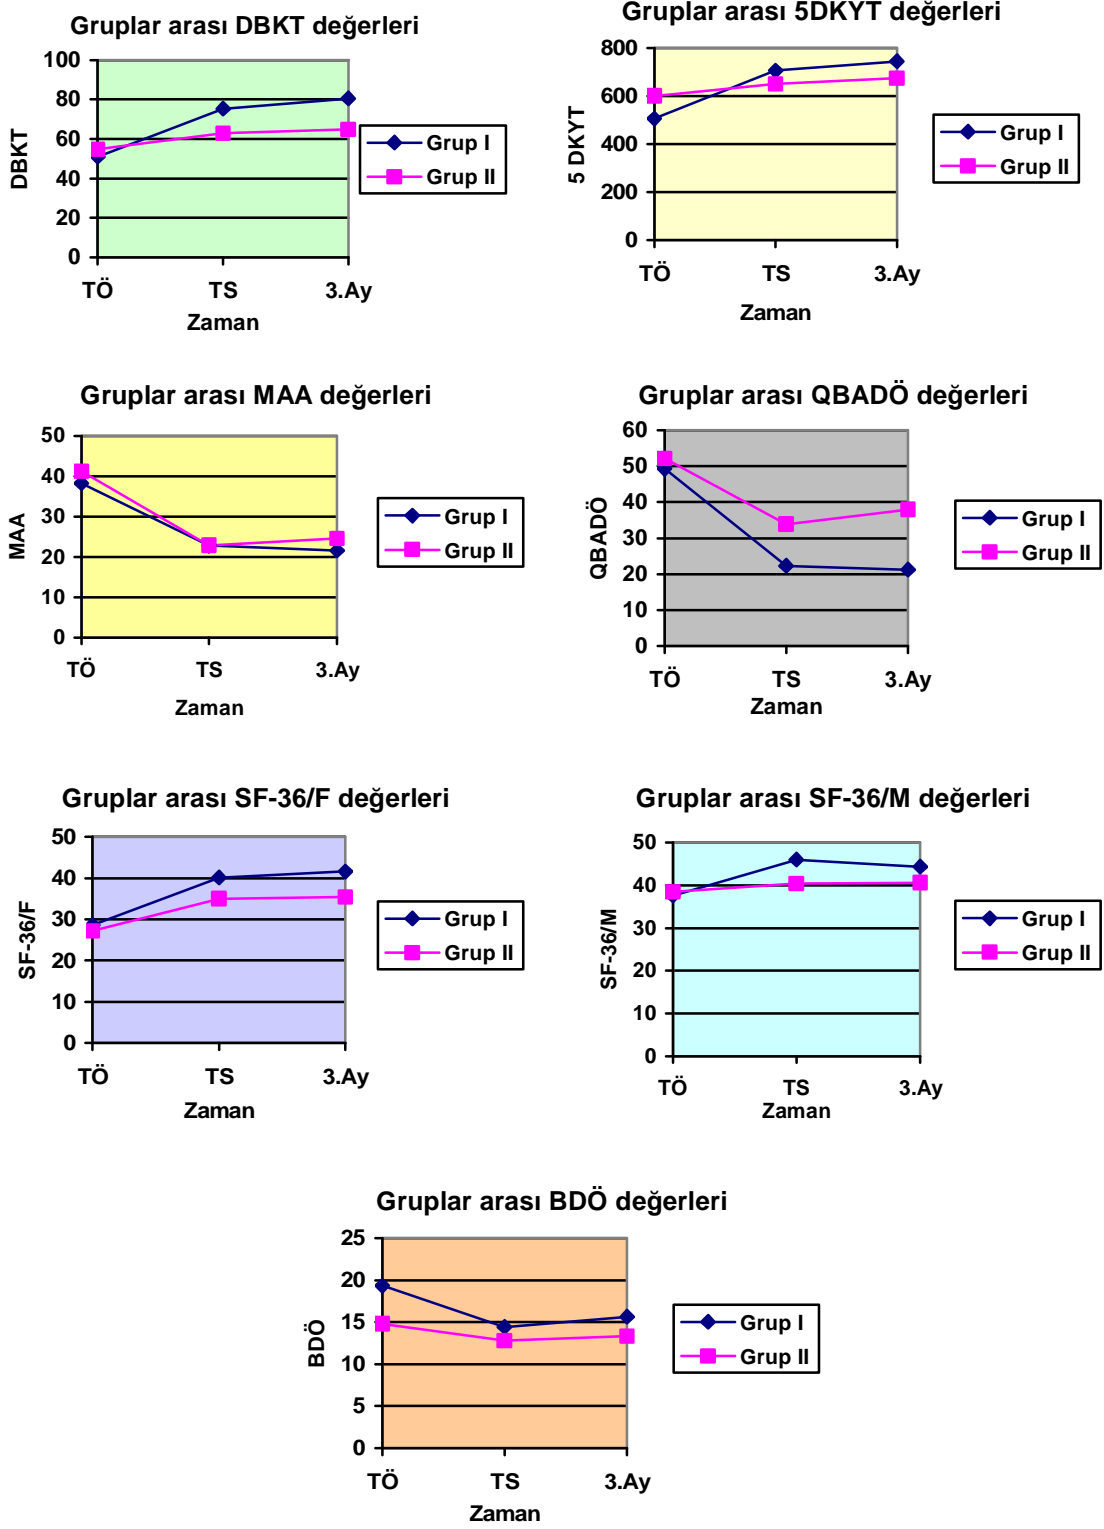 Gruplar arası DBKT değerleri
100
80
60
40
20
0
DBKT
TÖ TS 3.Ay
Zaman
Grup I
Grup II
Gruplar arası 5DKYT değerleri
800
600
400
200
0
5 DKYT
TÖ TS 3.Ay
Zaman
Grup I
Grup II
Gruplar arası MAA değerleri
50
40
30
20
10
0
MAA
TÖ TS 3.Ay
Zaman
Grup I
Grup II
Gruplar arası QBADÖ değerleri
60
50
40
30
20
10
0
QBADÖ
TÖ TS 3.Ay
Zaman
Grup I
Grup II
Gruplar arası SF-36/F değerleri
50
40
30
20
10
0
SF-36/F
TÖ TS 3.Ay
Zaman
Grup I
Grup II
Gruplar arası SF-36/M değerleri
50
40
30
20
10
0
SF-36/M
TÖ TS 3.Ay
Zaman
Grup I
Grup II
Gruplar arası BDÖ değerleri
25
20
15
10
5
0
BDÖ
TÖ TS 3.Ay
Zaman
Grup I
Grup II